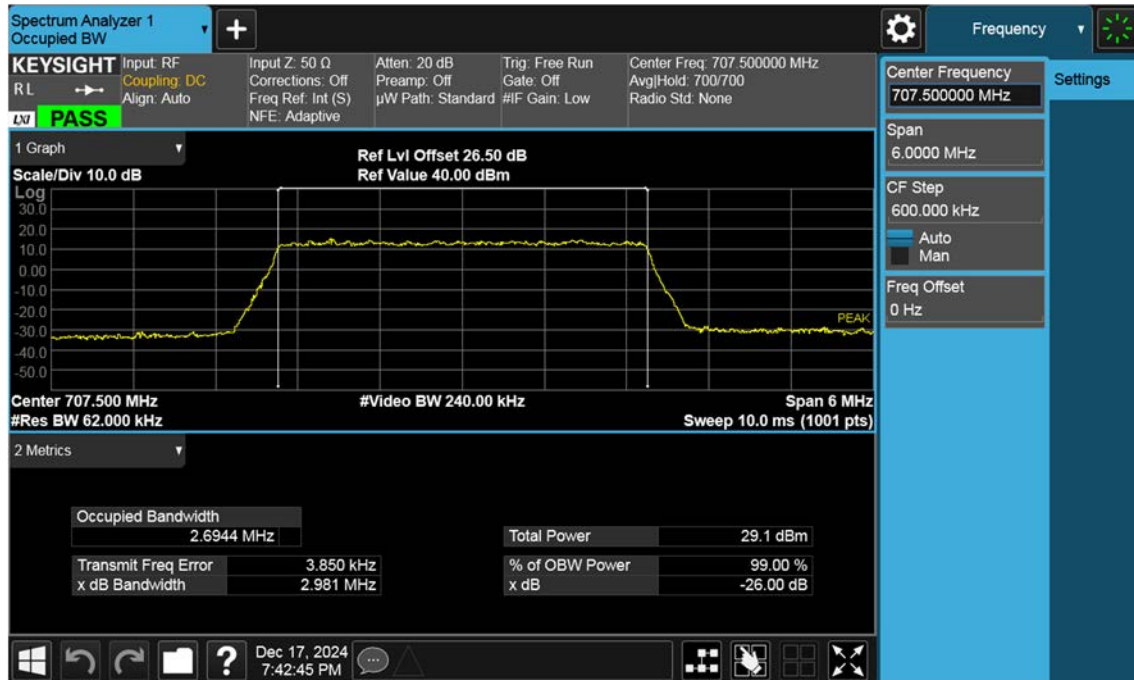 Spectrum Analyzer 1
Occupied BW
Frequency
KEYSIGHT
R L
LXI
PASS
Input: RF
Coupling: DC
Align: Auto
Input Z: 50 Ω
Corrections: Off
Freq Ref: Int (S)
NFE: Adaptive
Atten: 20 dB
Preamp: Off
µW Path: Standard
Trig: Free Run
Gate: Off
#IF Gain: Low
Center Freq: 707.500000 MHz
Avg|Hold: 700/700
Radio Std: None
1 Graph
Scale/Div 10.0 dB
Ref Lvl Offset 26.50 dB
Ref Value 40.00 dBm
Log
30.0
20.0
10.0
0.00
-10.0
-20.0
-30.0
-40.0
-50.0
PEAK
Center 707.500 MHz
#Video BW 240.00 kHz
Span 6 MHz
#Res BW 62.000 kHz
Sweep 10.0 ms (1001 pts)
2 Metrics
Occupied Bandwidth
2.6944 MHz
Total Power 29.1 dBm
Transmit Freq Error 3.850 kHz
% of OBW Power 99.00 %
x dB Bandwidth 2.981 MHz
x dB -26.00 dB
Dec 17, 2024
7:42:45 PM
Center Frequency
707.500000 MHz
Settings
Span
6.0000 MHz
CF Step
600.000 kHz
Auto
Man
Freq Offset
0 Hz